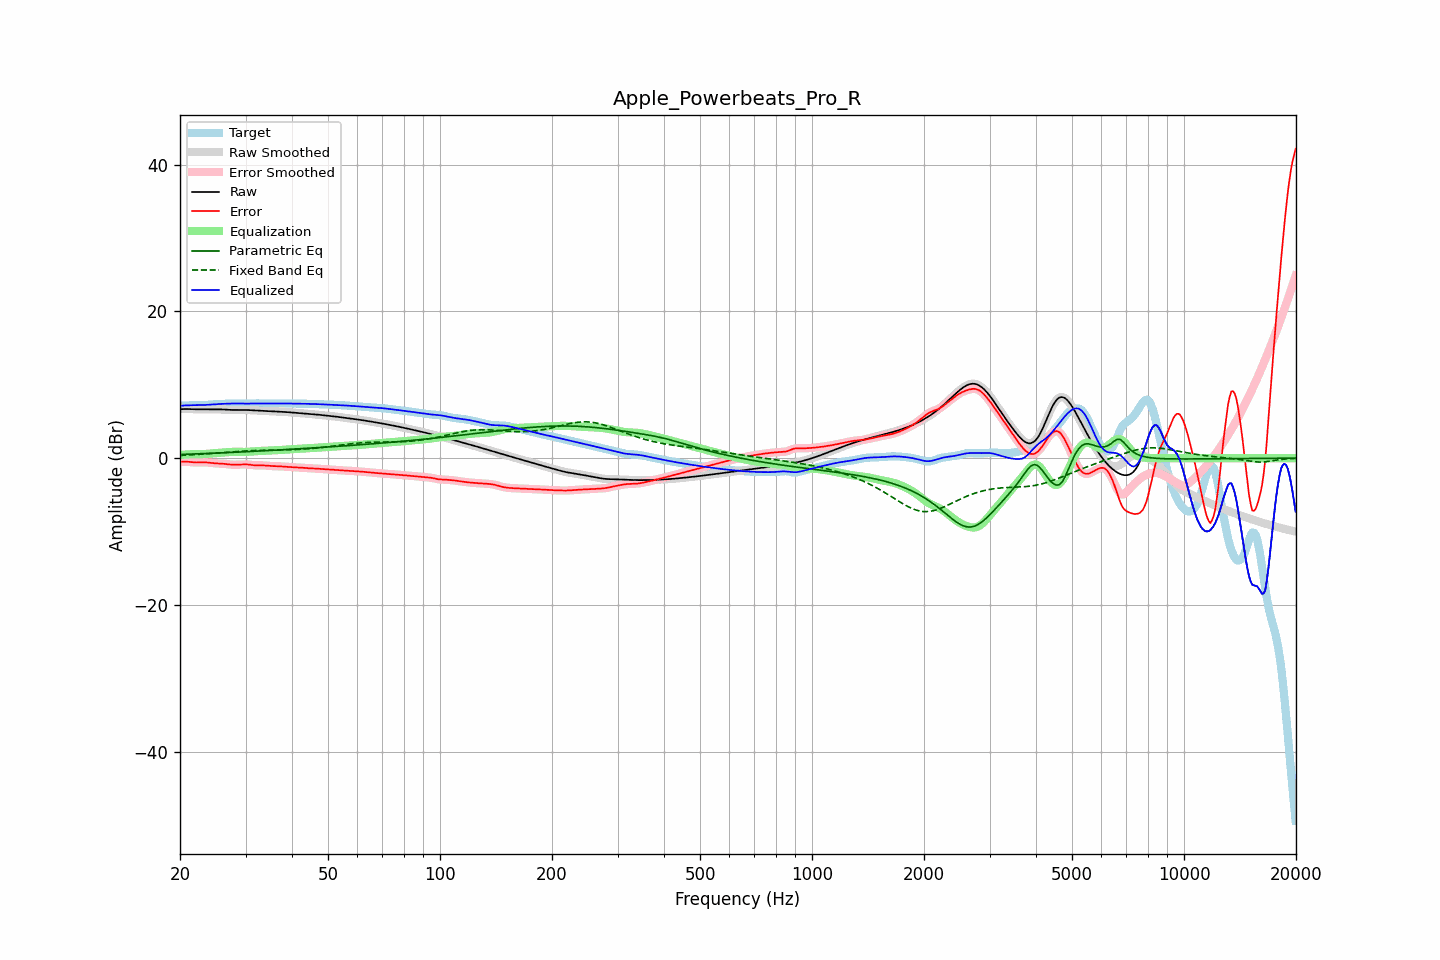 Apple_Powerbeats_Pro_R
Target
Raw Smoothed
Error Smoothed
Raw
Error
Equalization
Parametric Eq
Fixed Band Eq
Equalized
40
20
0
−20
−40
Amplitude (dBr)
20 50 100 200 500 1000 2000 5000 10000 20000
Frequency (Hz)